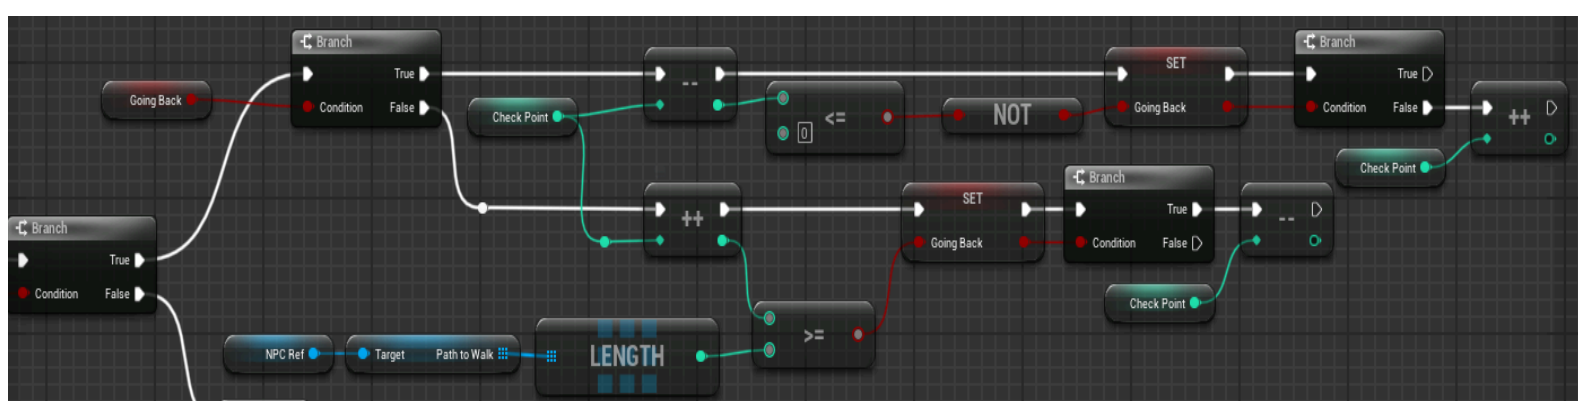 Branch
True
Going Back
Condition
False
Check Point
--
0
<=
NOT
SET
Going Back
Branch
True
Condition
False
++
Check Point
Branch
True
Condition
False
++
SET
Going Back
Branch
True
Condition
False
--
Check Point
NPC Ref
Target
Path to Walk
LENGTH
>=